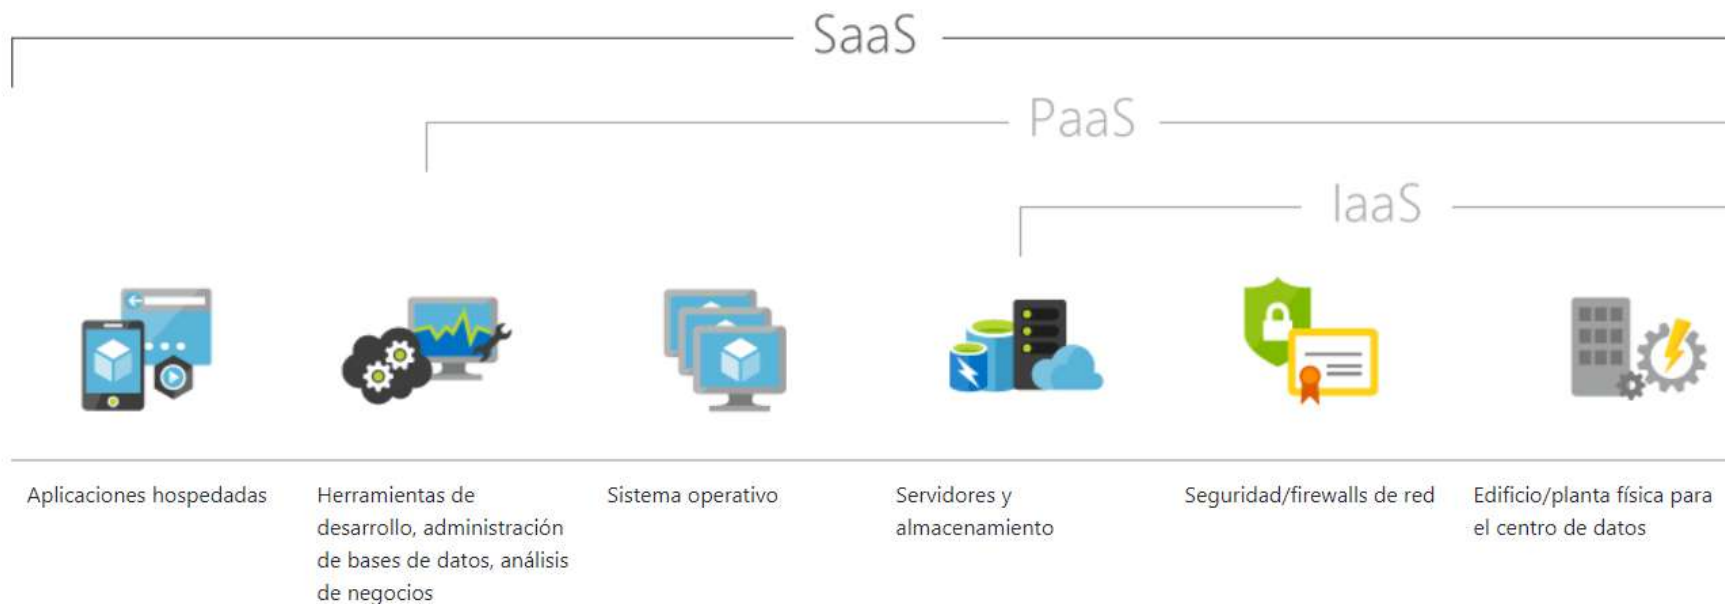 SaaS
PaaS
IaaS
Aplicaciones hospedadas
Herramientas de
desarrollo, administración
de bases de datos, análisis
de negocios
Sistema operativo
Servidores y
almacenamiento
Seguridad/firewalls de red
Edificio/planta física para
el centro de datos